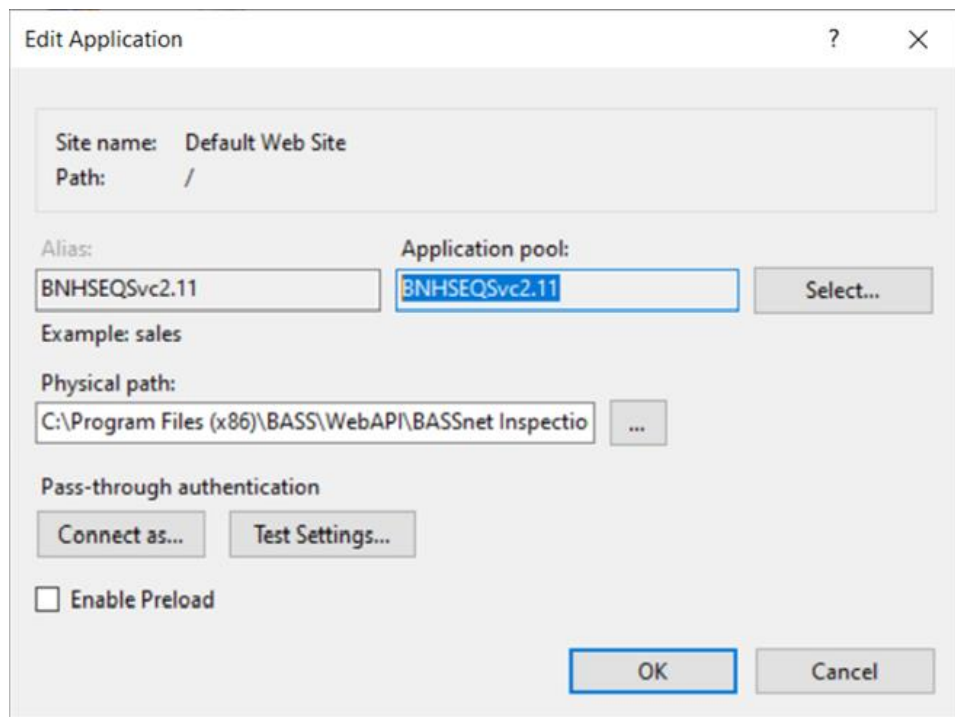 Edit Application
?
Site name: Default Web Site
Path: /
Alias:
Application pool:
BNHSEQSvc2.11
BNHSEQSvc2.11
Select...
Example: sales
Physical path:
C:\Program Files (x86)\BASS\WebAPI\BASSnet Inspectio
...
Pass-through authentication
Connect as...
Test Settings...
Enable Preload
OK
Cancel